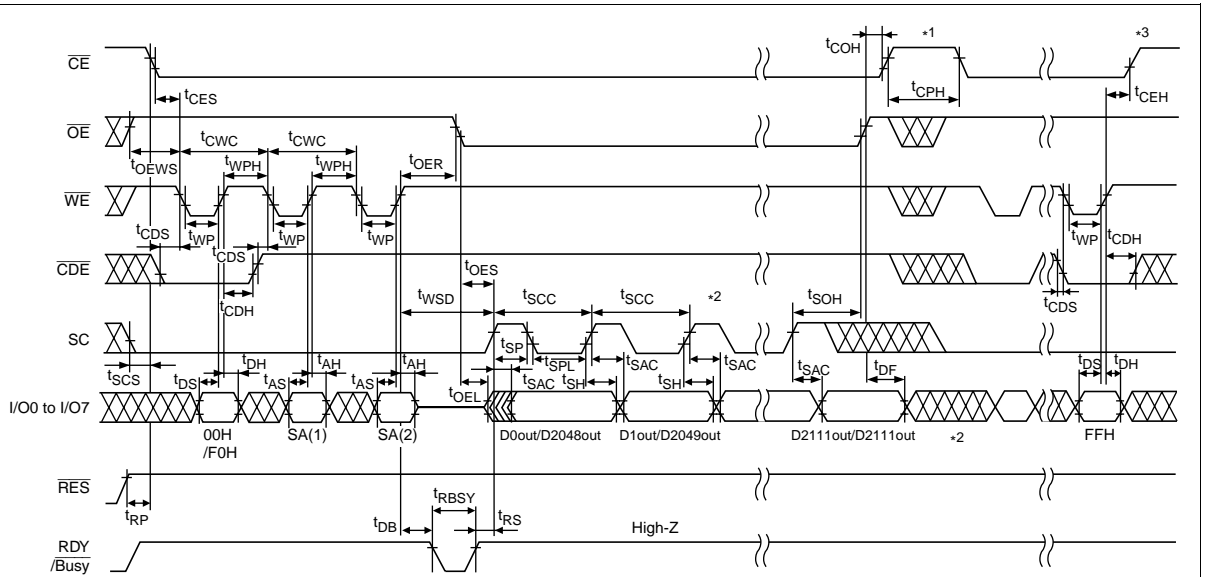 CE
tCOH
*1
*3
tCES
tCPH
tCEH
OE
tCWC
tCWC
tOEWS
tWPH
tWPH
tOER
WE
tCDS
tWP
tCDS
tWP
tWP
tWP
tCDH
CDE
tOES
tCDH
tWSD
tSCC
tSCC
*2
tSOH
tCDS
SC
tSP
tSPL
tSAC
tSAC
tSCS
tDS
tDH
tAS
tAH
tAS
tAH
tOEL
tSAC
tSH
tSH
tSAC
tDF
tDS
tDH
I/O0 to I/O7
00H
/F0H
SA(1)
SA(2)
D0out/D2048out
D1out/D2049out
D2111out/D2111out
*2
FFH
RES
tRP
tRBSY
tDB
tRS
High-Z
RDY
/Busy